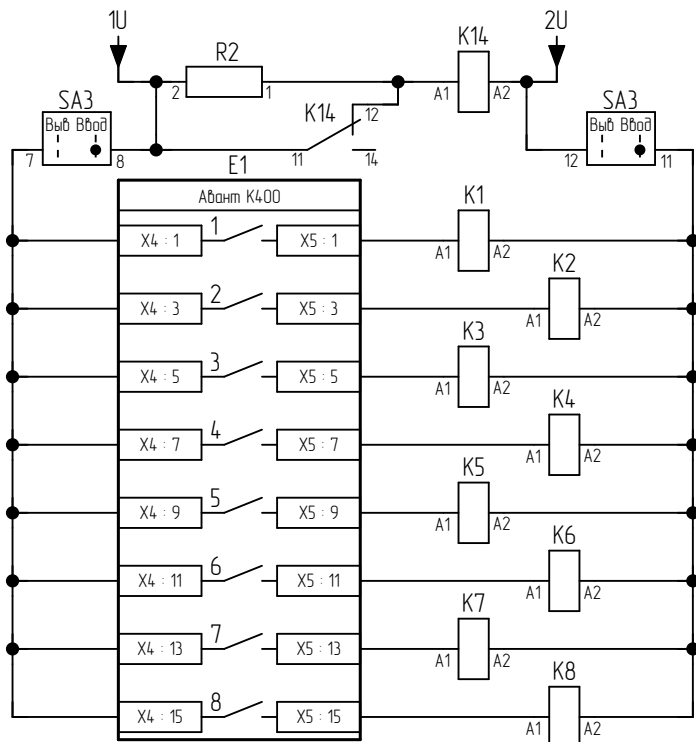 1U
2U
R2
K14
2
1
A1
A2
SA3
Выв Ввод
7
8
K14
12
11
14
SA3
Выв Ввод
12
11
E1
Авант К400
X4 : 1
1
X5 : 1
K1
A1
A2
X4 : 3
2
X5 : 3
K2
A1
A2
X4 : 5
3
X5 : 5
K3
A1
A2
X4 : 7
4
X5 : 7
K4
A1
A2
X4 : 9
5
X5 : 9
K5
A1
A2
X4 : 11
6
X5 : 11
K6
A1
A2
X4 : 13
7
X5 : 13
K7
A1
A2
X4 : 15
8
X5 : 15
K8
A1
A2